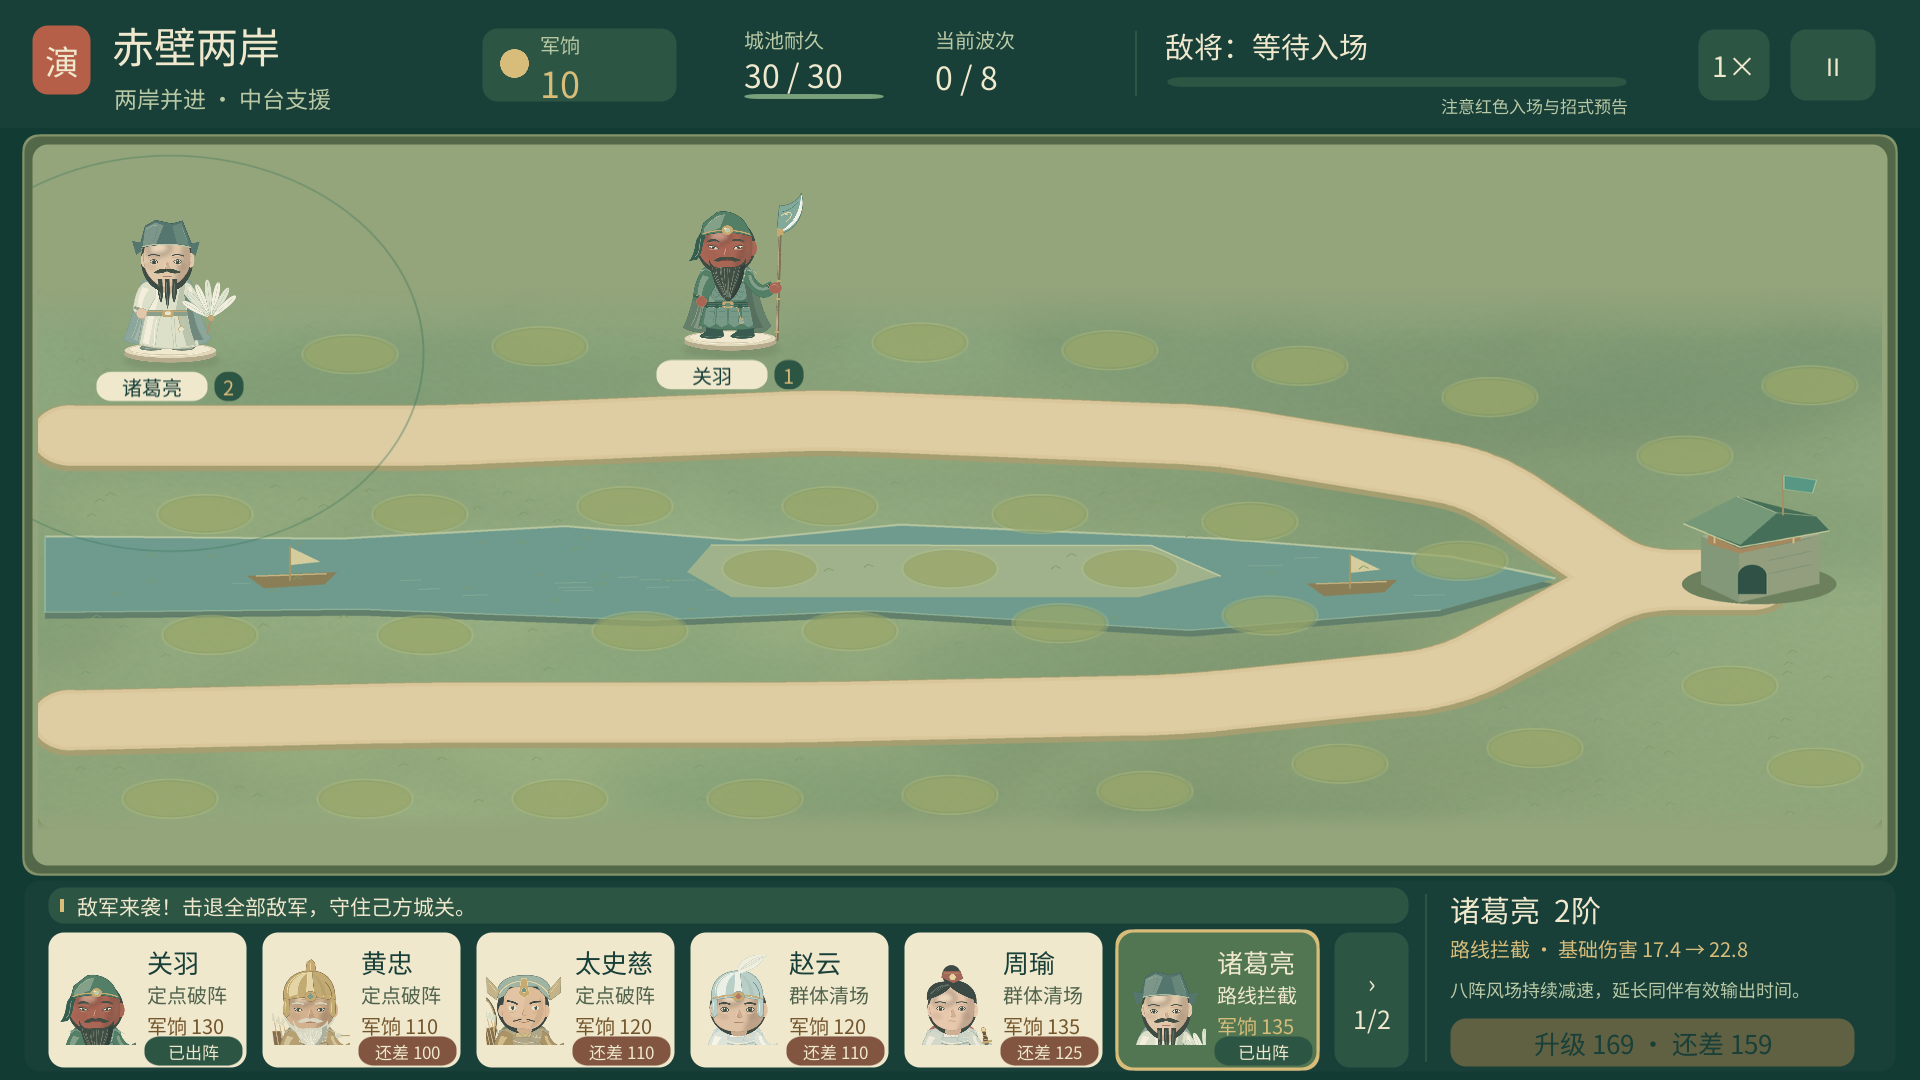 演
赤壁两岸
两岸并进 · 中台支援
军饷
10
城池耐久
30 / 30
当前波次
0 / 8
敌将：等待入场
注意红色入场与招式预告
1×
II
诸葛亮 2
关羽 1
敌军来袭！击退全部敌军，守住己方城关。
关羽
定点破阵
军饷 130
已出阵
黄忠
定点破阵
军饷 110
还差 100
太史慈
定点破阵
军饷 120
还差 110
赵云
群体清场
军饷 120
还差 110
周瑜
群体清场
军饷 135
还差 125
诸葛亮
路线拦截
军饷 135
已出阵
›
1/2
诸葛亮 2阶
路线拦截 · 基础伤害 17.4→22.8
八阵风场持续减速，延长同伴有效输出时间。
升级 169 · 还差 159